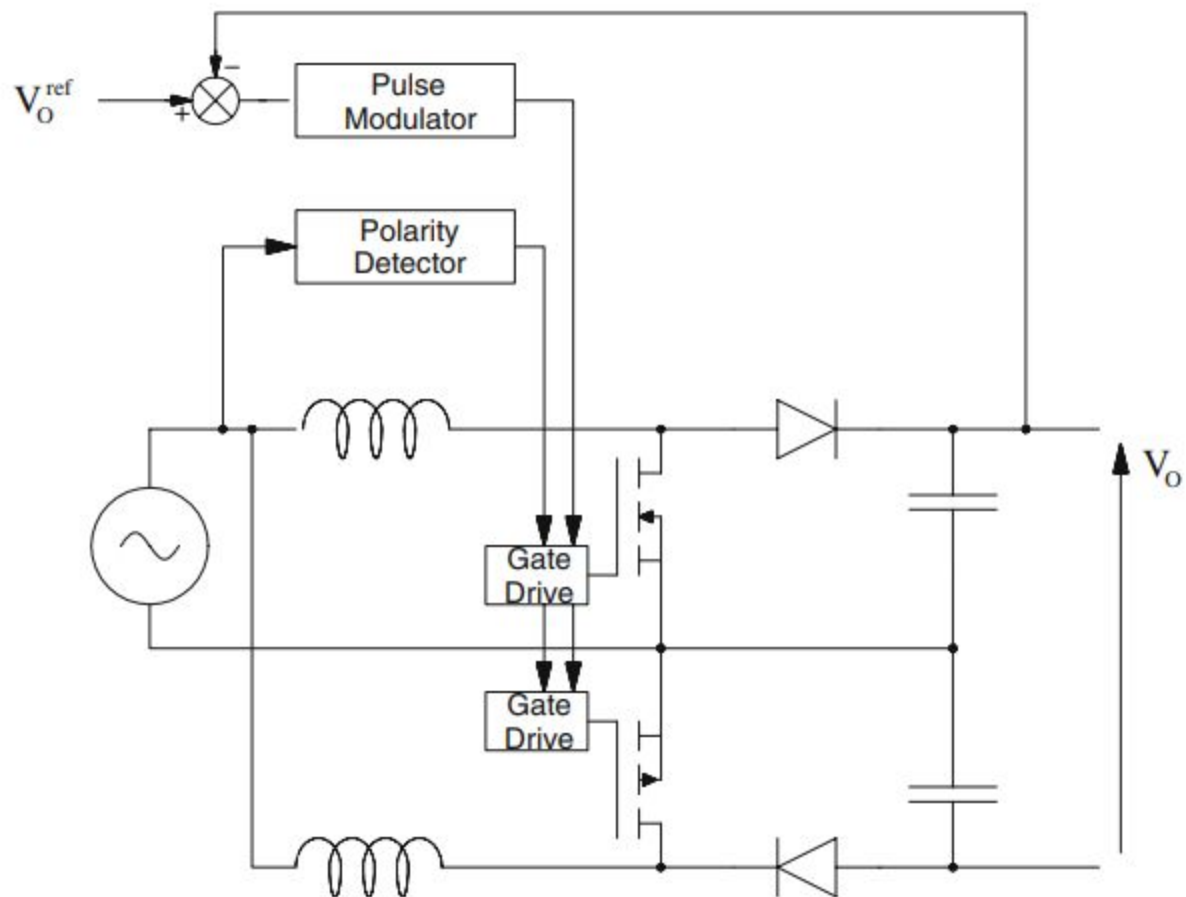 −
V_O^ref
+
Pulse
Modulator
Polarity
Detector
V_O
Gate
Drive
Gate
Drive